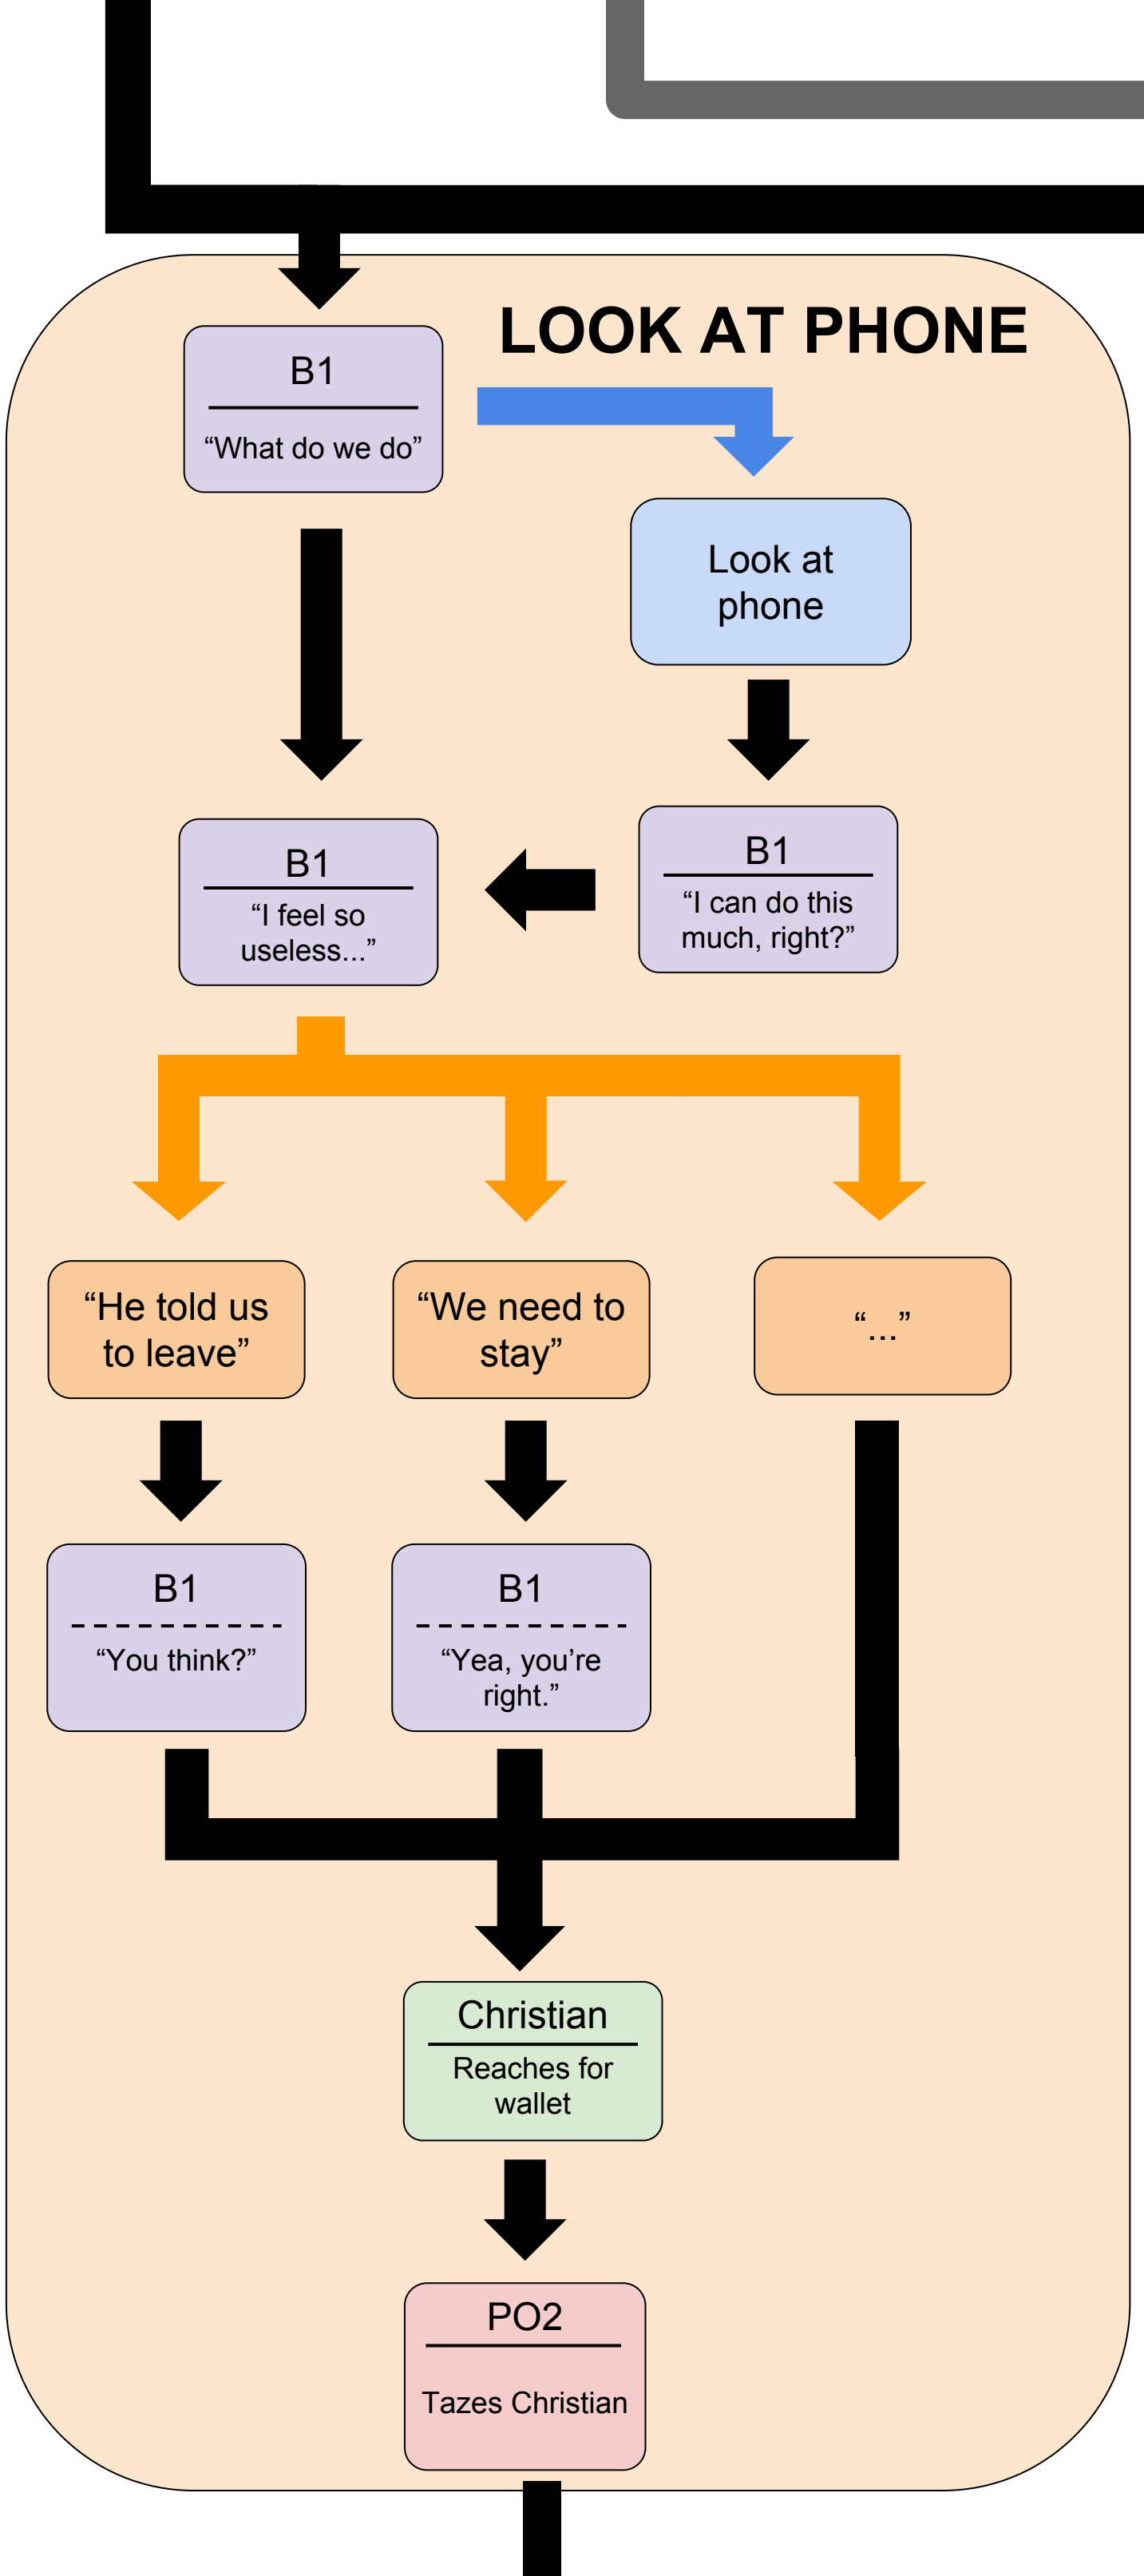 LOOK AT PHONE
B1
“What do we do”
Look at
phone
B1
“I feel so
useless...”
B1
“I can do this
much, right?”
“He told us
to leave”
“We need to
stay”
“...”
B1
“You think?”
B1
“Yea, you’re
right.”
Christian
Reaches for
wallet
PO2
Tazes Christian